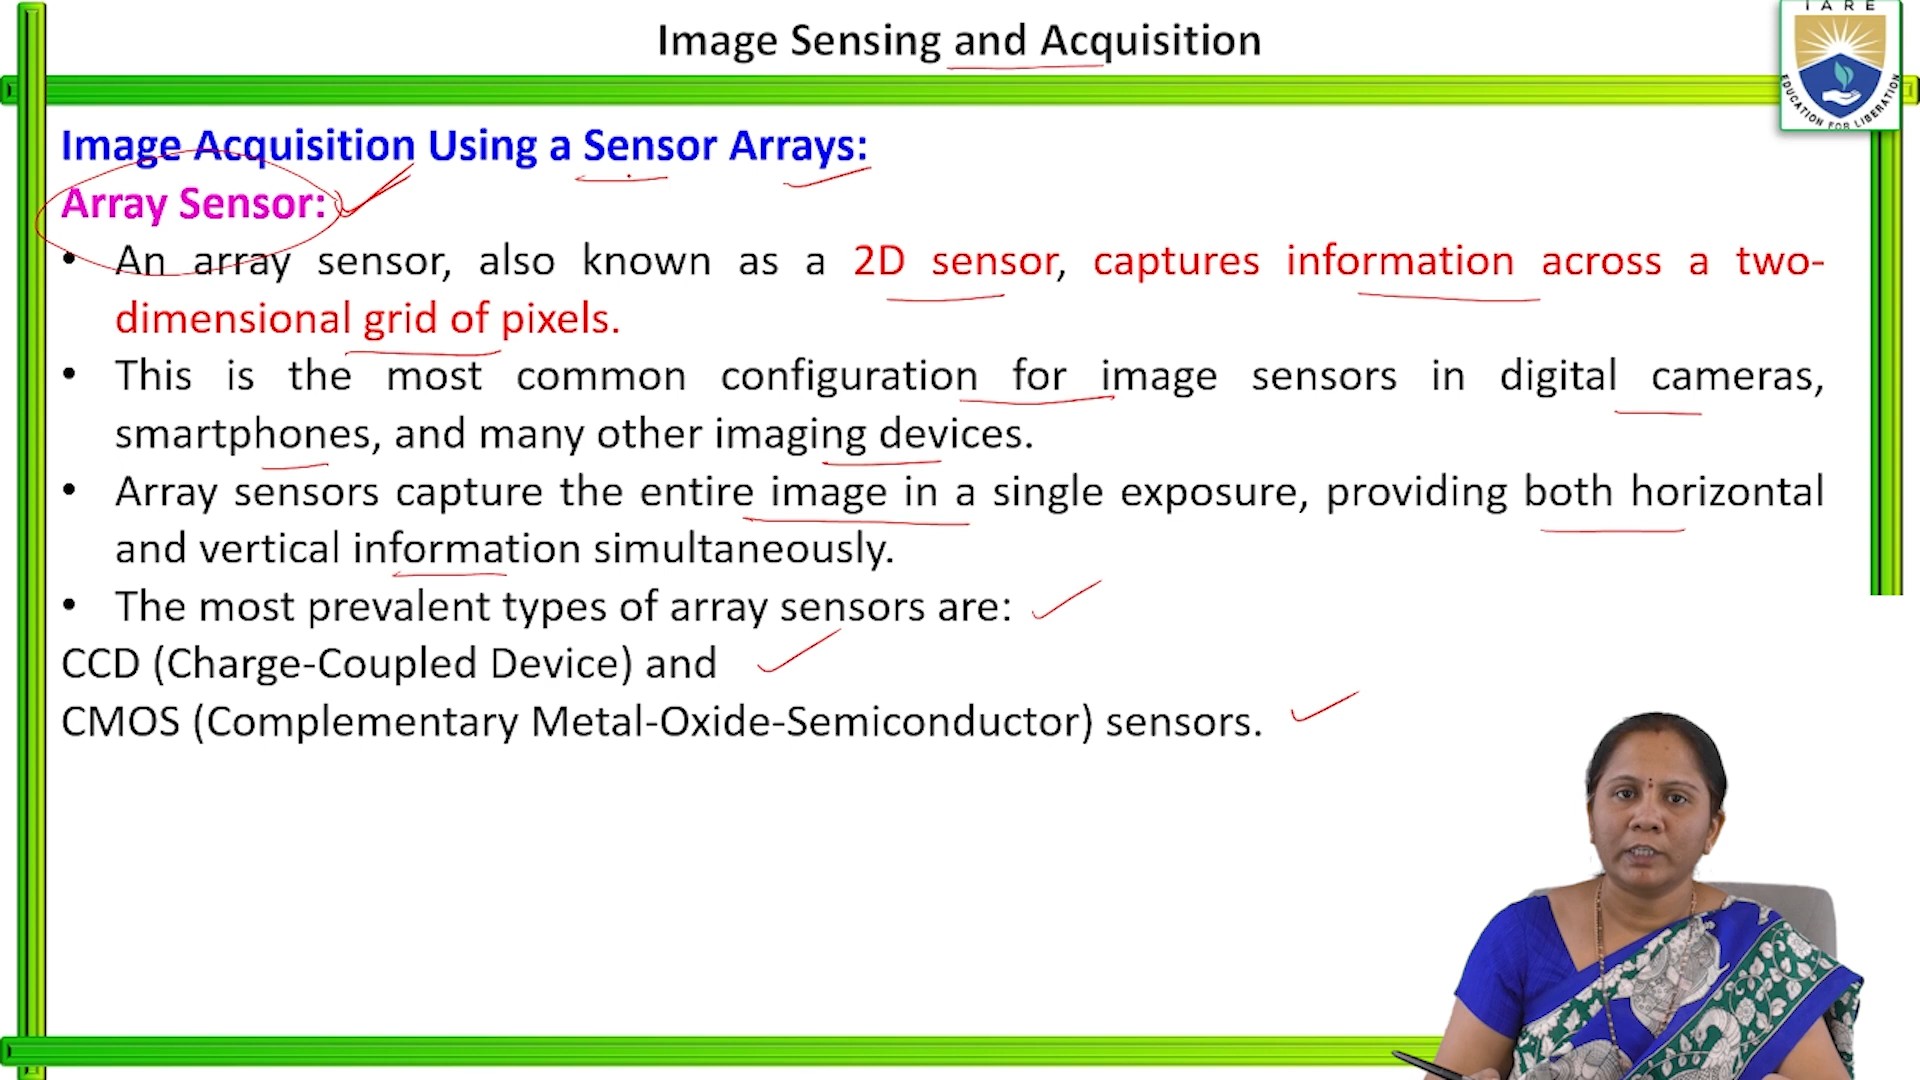 Image Sensing and Acquisition
IARE
EDUCATION FOR LIBERATION
Image Acquisition Using a Sensor Arrays:
Array Sensor:
• An array sensor, also known as a 2D sensor, captures information across a two-
dimensional grid of pixels.
• This is the most common configuration for image sensors in digital cameras,
smartphones, and many other imaging devices.
• Array sensors capture the entire image in a single exposure, providing both horizontal
and vertical information simultaneously.
• The most prevalent types of array sensors are:
CCD (Charge-Coupled Device) and
CMOS (Complementary Metal-Oxide-Semiconductor) sensors.